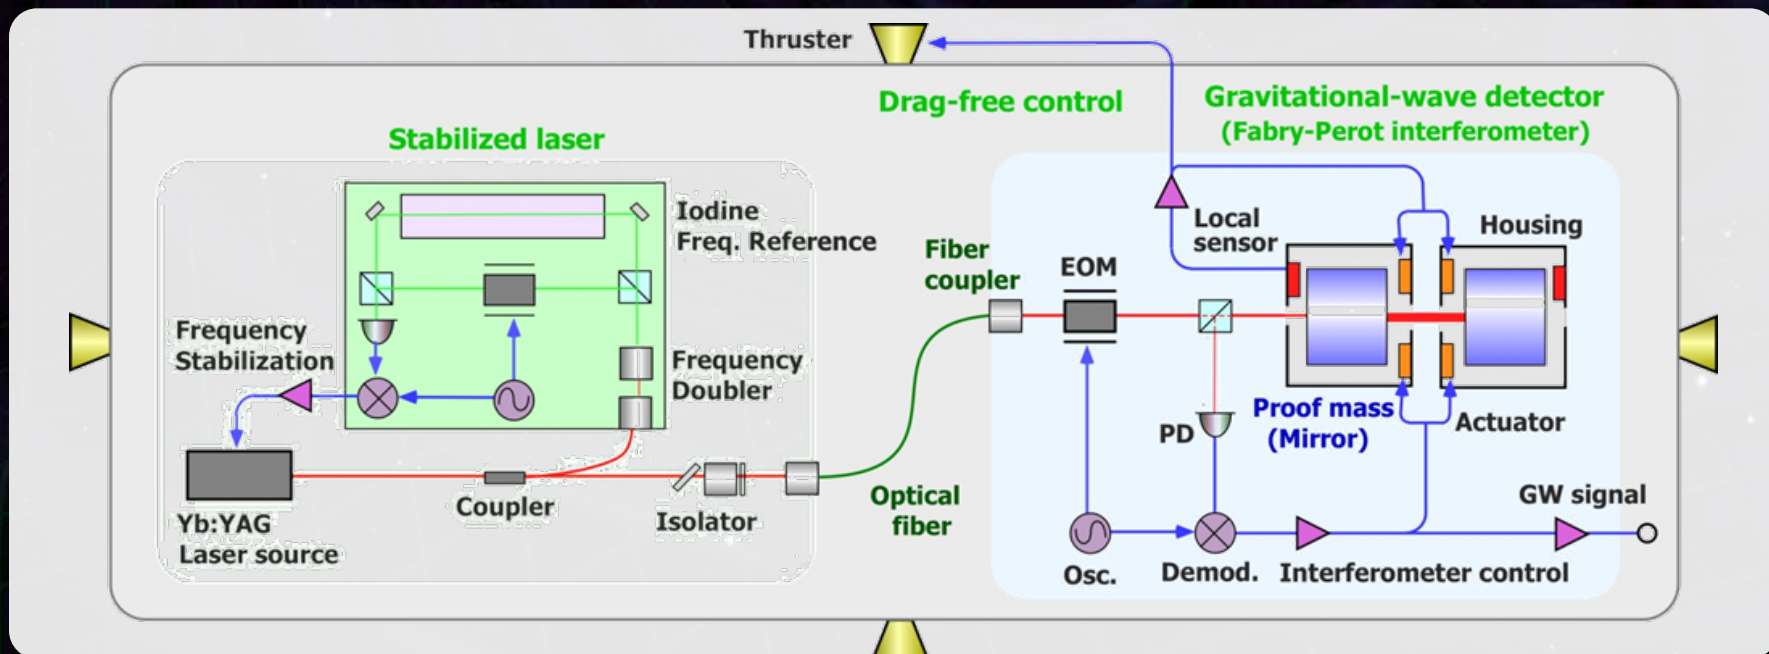 Thruster
Drag-free control
Gravitational-wave detector
(Fabry-Perot interferometer)
Stabilized laser
Iodine
Freq. Reference
Local
sensor
Housing
Fiber
coupler
EOM
Frequency
Stabilization
Frequency
Doubler
Proof mass
(Mirror)
Actuator
PD
Coupler
Isolator
Optical
fiber
GW signal
Yb:YAG
Laser source
Osc.
Demod.
Interferometer control